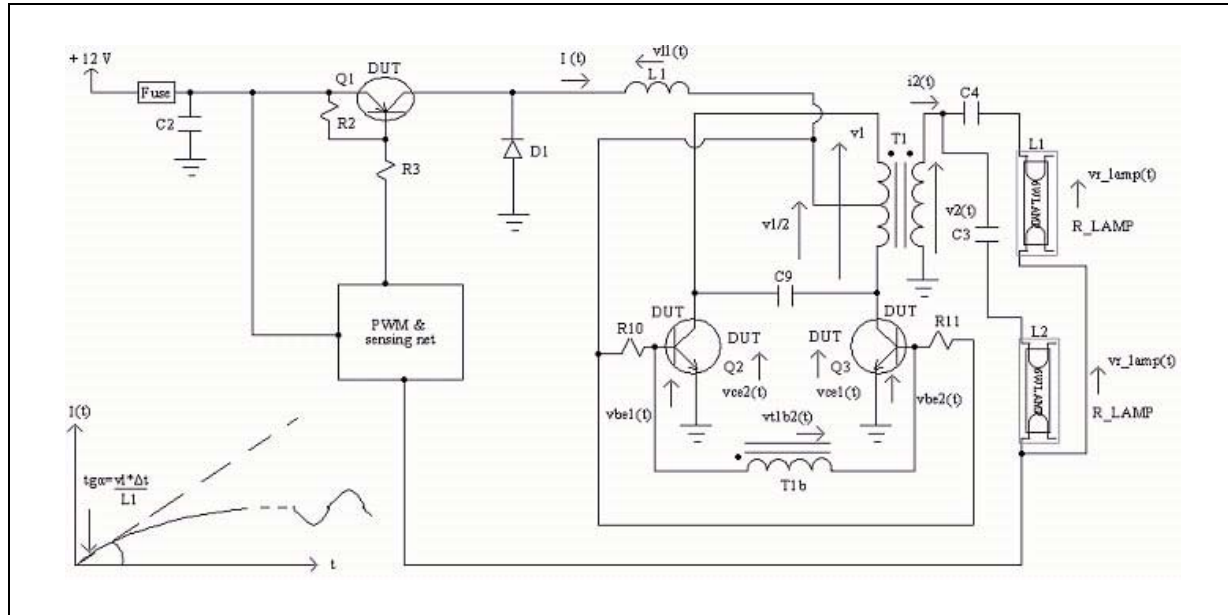 + 12 V
Fuse
C2
Q1
DUT
R2
R3
D1
I (t)
vl1(t)
L1
v1
T1
i2(t)
C4
L1
6WLAMP
vr_lamp(t)
R_LAMP
v1/2
v2(t)
C3
C9
DUT
R10
DUT
Q2
vce2(t)
vbe1(t)
DUT
DUT
R11
Q3
vce1(t)
vbe2(t)
vt1b2(t)
T1b
L2
6WLAMP
vr_lamp(t)
R_LAMP
PWM &
sensing net
I(t)
tgα=vl*Δt
L1
t